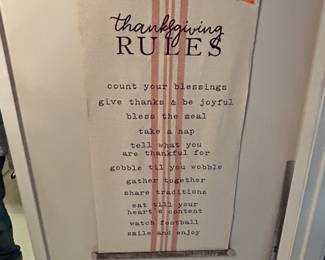 thanksgiving
RULES
count your blessings
give thanks & be joyful
bless the meal
take a nap
tell what you
are thankful for
gobble til you wobble
gather together
share traditions
eat till your
heart's content
watch football
smile and enjoy